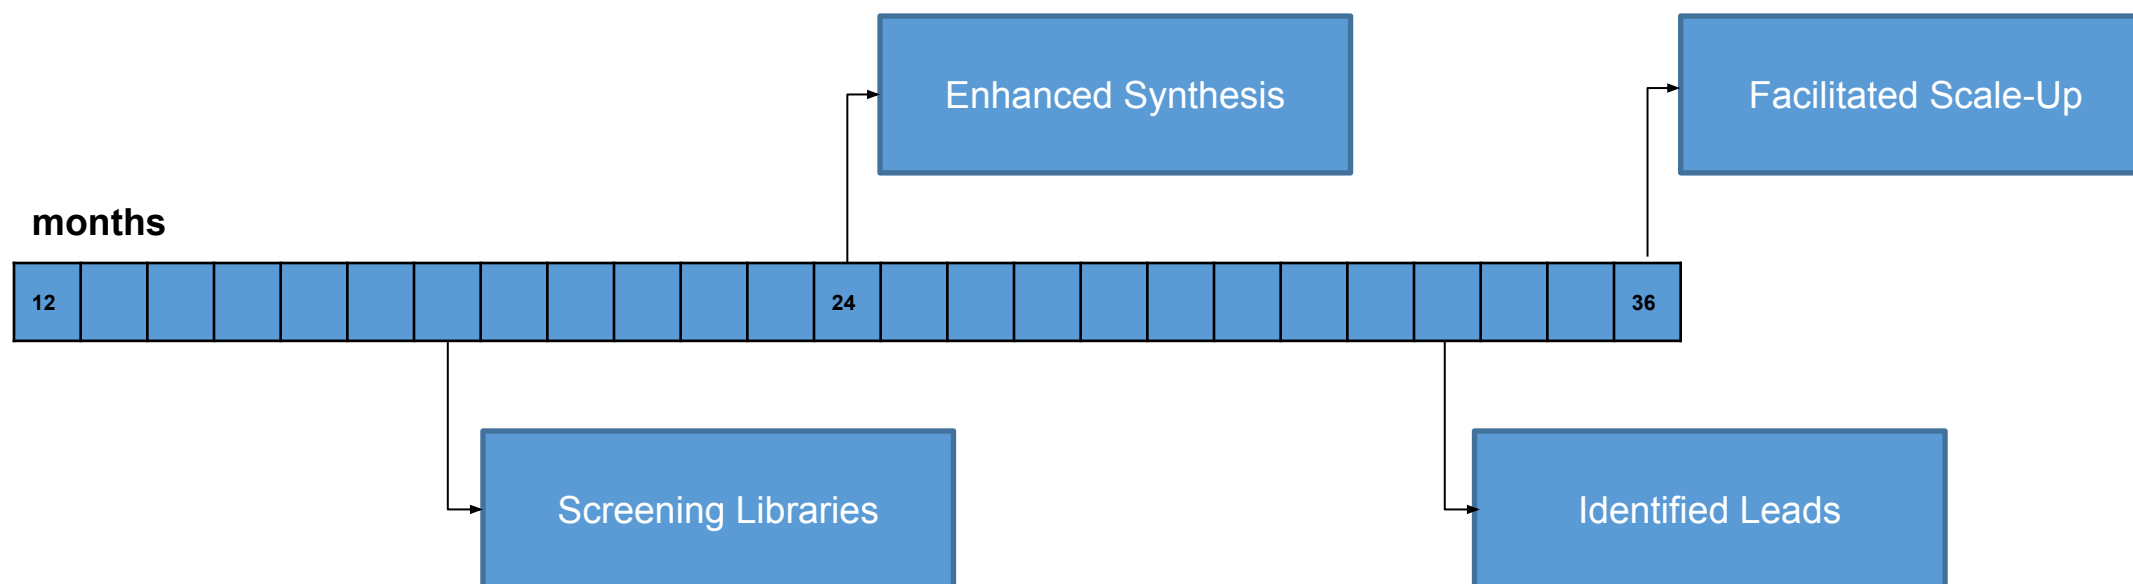 Enhanced Synthesis
Facilitated Scale-Up
months
12
24
36
Screening Libraries
Identified Leads